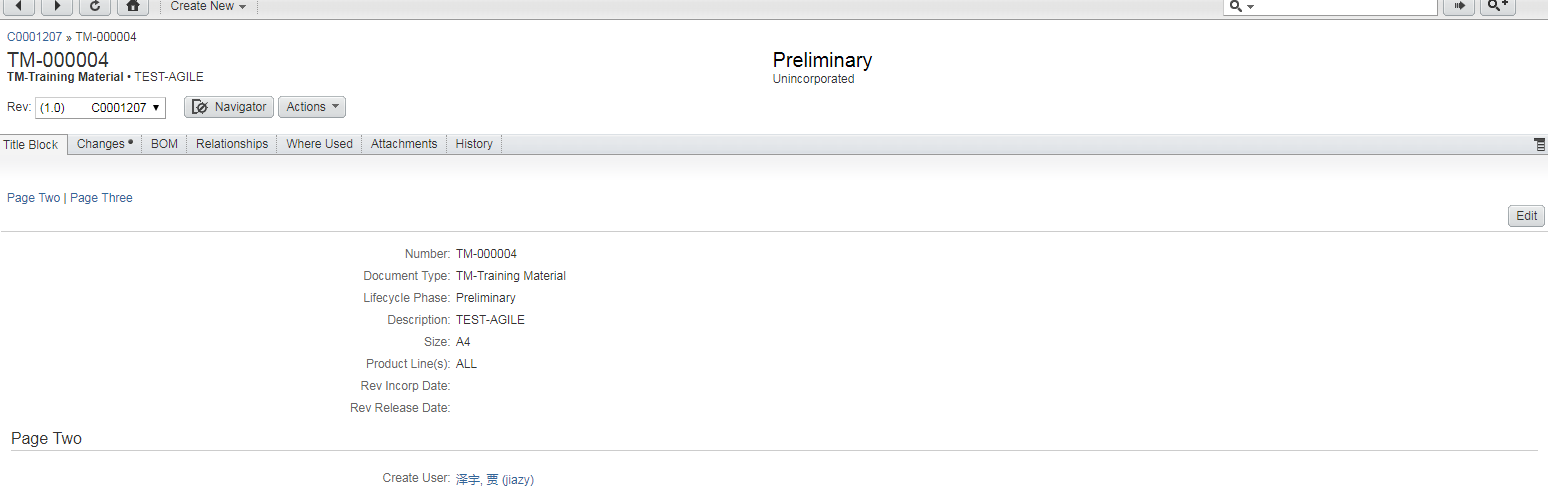 Create New
C0001207 » TM-000004
TM-000004
TM-Training Material • TEST-AGILE
Preliminary
Unincorporated
Rev: (1.0) C0001207 Navigator Actions
Title Block Changes BOM Relationships Where Used Attachments History
Page Two | Page Three
Edit
Number: TM-000004
Document Type: TM-Training Material
Lifecycle Phase: Preliminary
Description: TEST-AGILE
Size: A4
Product Line(s): ALL
Rev Incorp Date:
Rev Release Date:
Page Two
Create User: 泽宇, 贾 (jiazy)